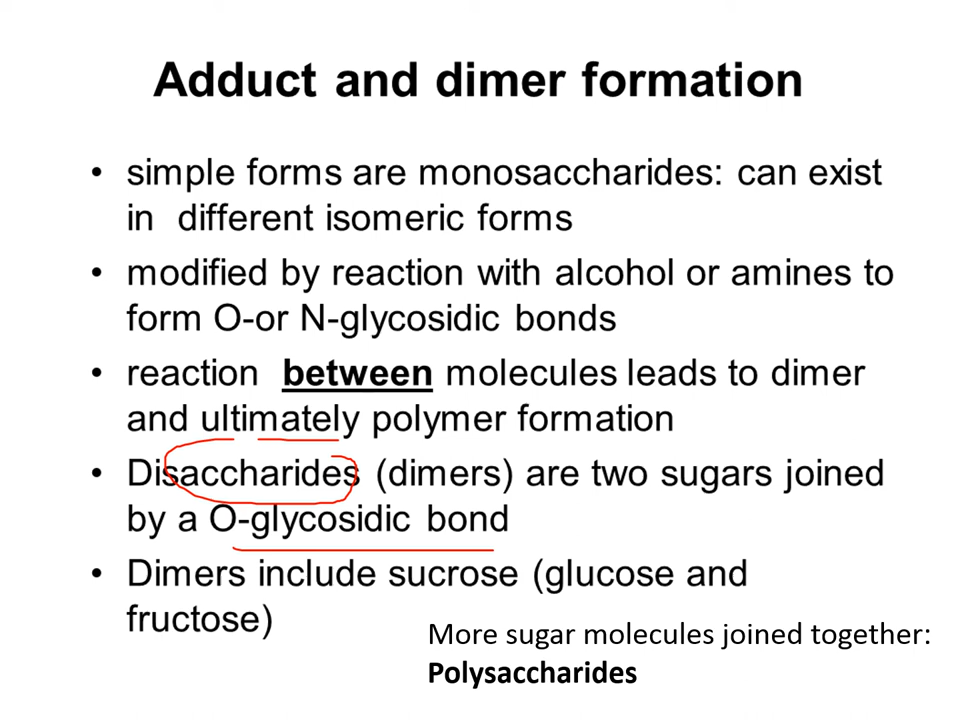 Adduct and dimer formation
• simple forms are monosaccharides: can exist
in different isomeric forms
• modified by reaction with alcohol or amines to
form O-or N-glycosidic bonds
• reaction between molecules leads to dimer
and ultimately polymer formation
• Disaccharides (dimers) are two sugars joined
by a O-glycosidic bond
• Dimers include sucrose (glucose and
fructose)
More sugar molecules joined together:
Polysaccharides